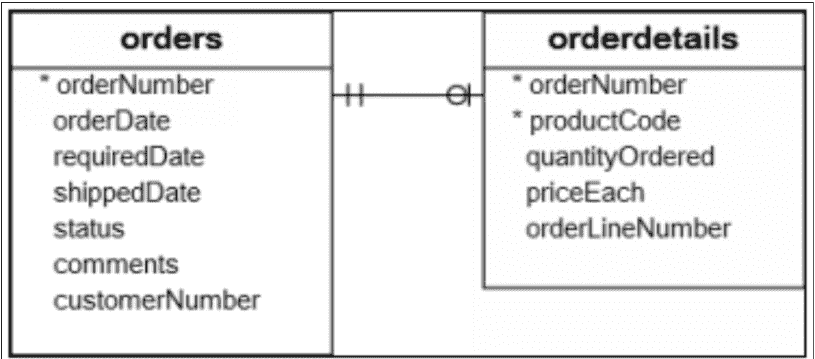 orders
* orderNumber
orderDate
requiredDate
shippedDate
status
comments
customerNumber
orderdetails
* orderNumber
* productCode
quantityOrdered
priceEach
orderLineNumber